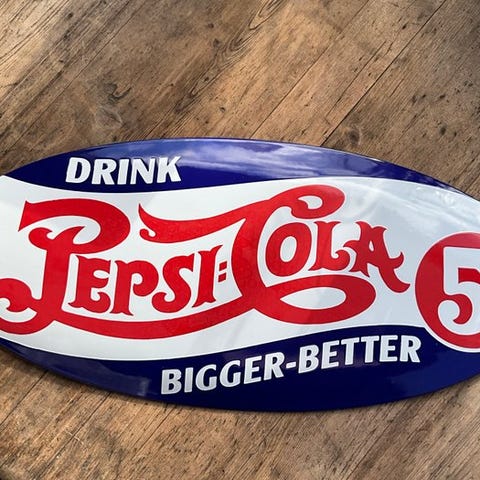 DRINK
PEPSI:COLA 5
BIGGER-BETTER